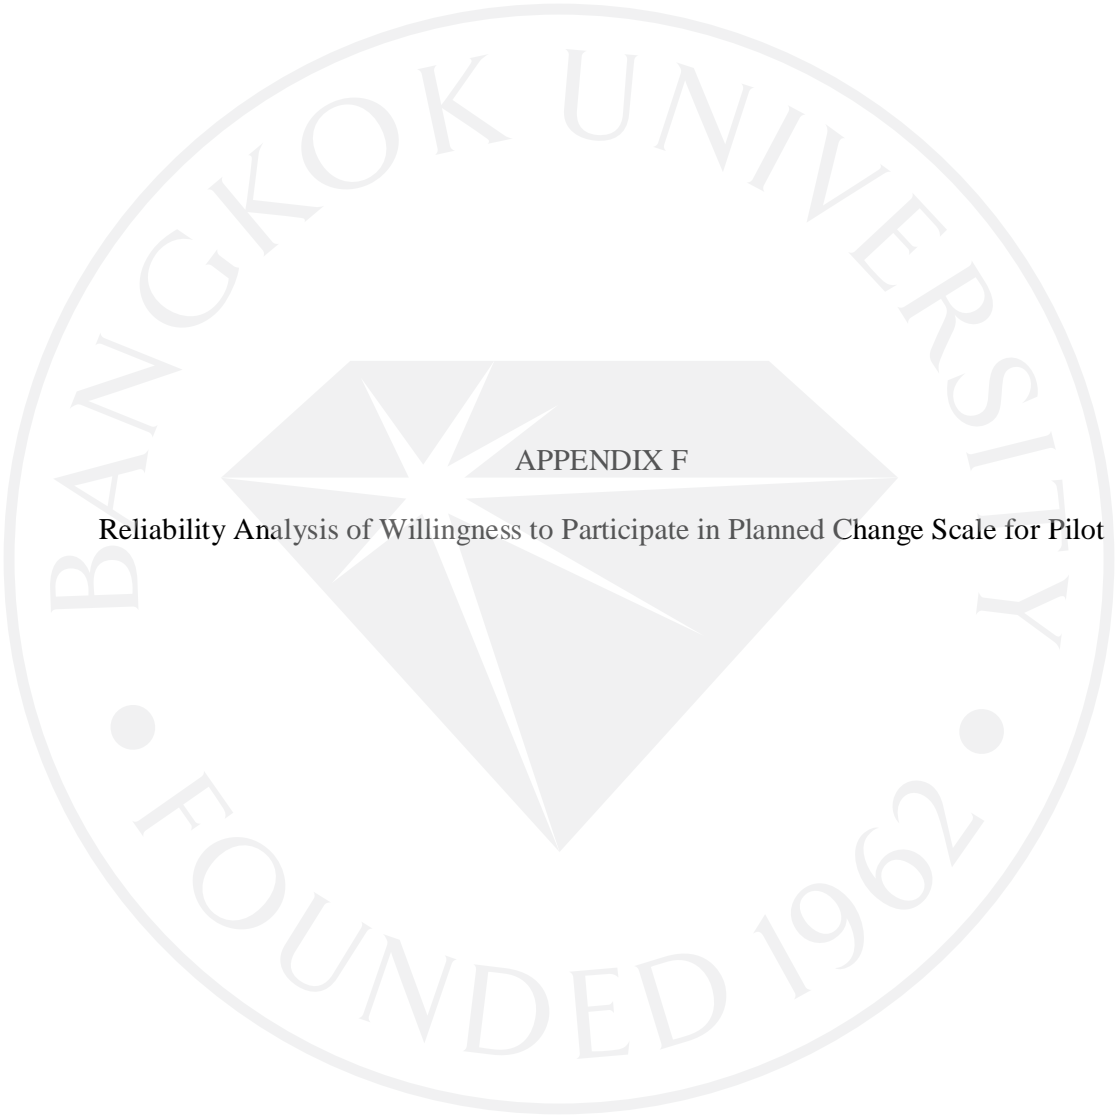 BANGKOK UNIVERSITY
APPENDIX F
Reliability Analysis of Willingness to Participate in Planned Change Scale for Pilot
• FOUNDED 1962 •